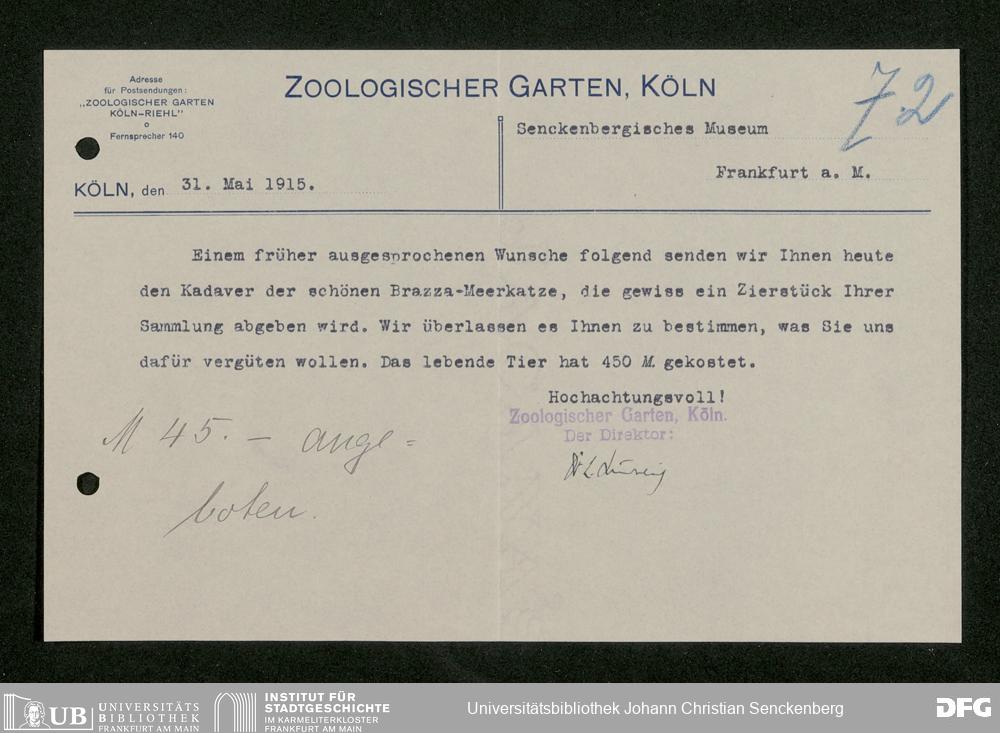 Adresse
für Postsendungen:
„ZOOLOGISCHER GARTEN
KÖLN-RIEHL"
Fernsprecher 140
ZOOLOGISCHER GARTEN, KÖLN
72
Senckenbergisches Museum
Frankfurt a. M.
KÖLN, den 31. Mai 1915.
Einem früher ausgesprochenen Wunsche folgend senden wir Ihnen heute
den Kadaver der schönen Brazza-Meerkatze, die gewiss ein Zierstück Ihrer
Sammlung abgeben wird. Wir überlassen es Ihnen zu bestimmen, was Sie uns
dafür vergüten wollen. Das lebende Tier hat 450 M. gekostet.
Hochachtungsvoll!
Zoologischer Garten, Köln.
Der Direktor:
M 45. – ange=
boten.
UB UNIVERSITÄTS
BIBLIOTHEK
FRANKFURT AM MAIN
INSTITUT FÜR
STADTGESCHICHTE
IM KARMELITERKLOSTER
FRANKFURT AM MAIN
Universitätsbibliothek Johann Christian Senckenberg
DFG